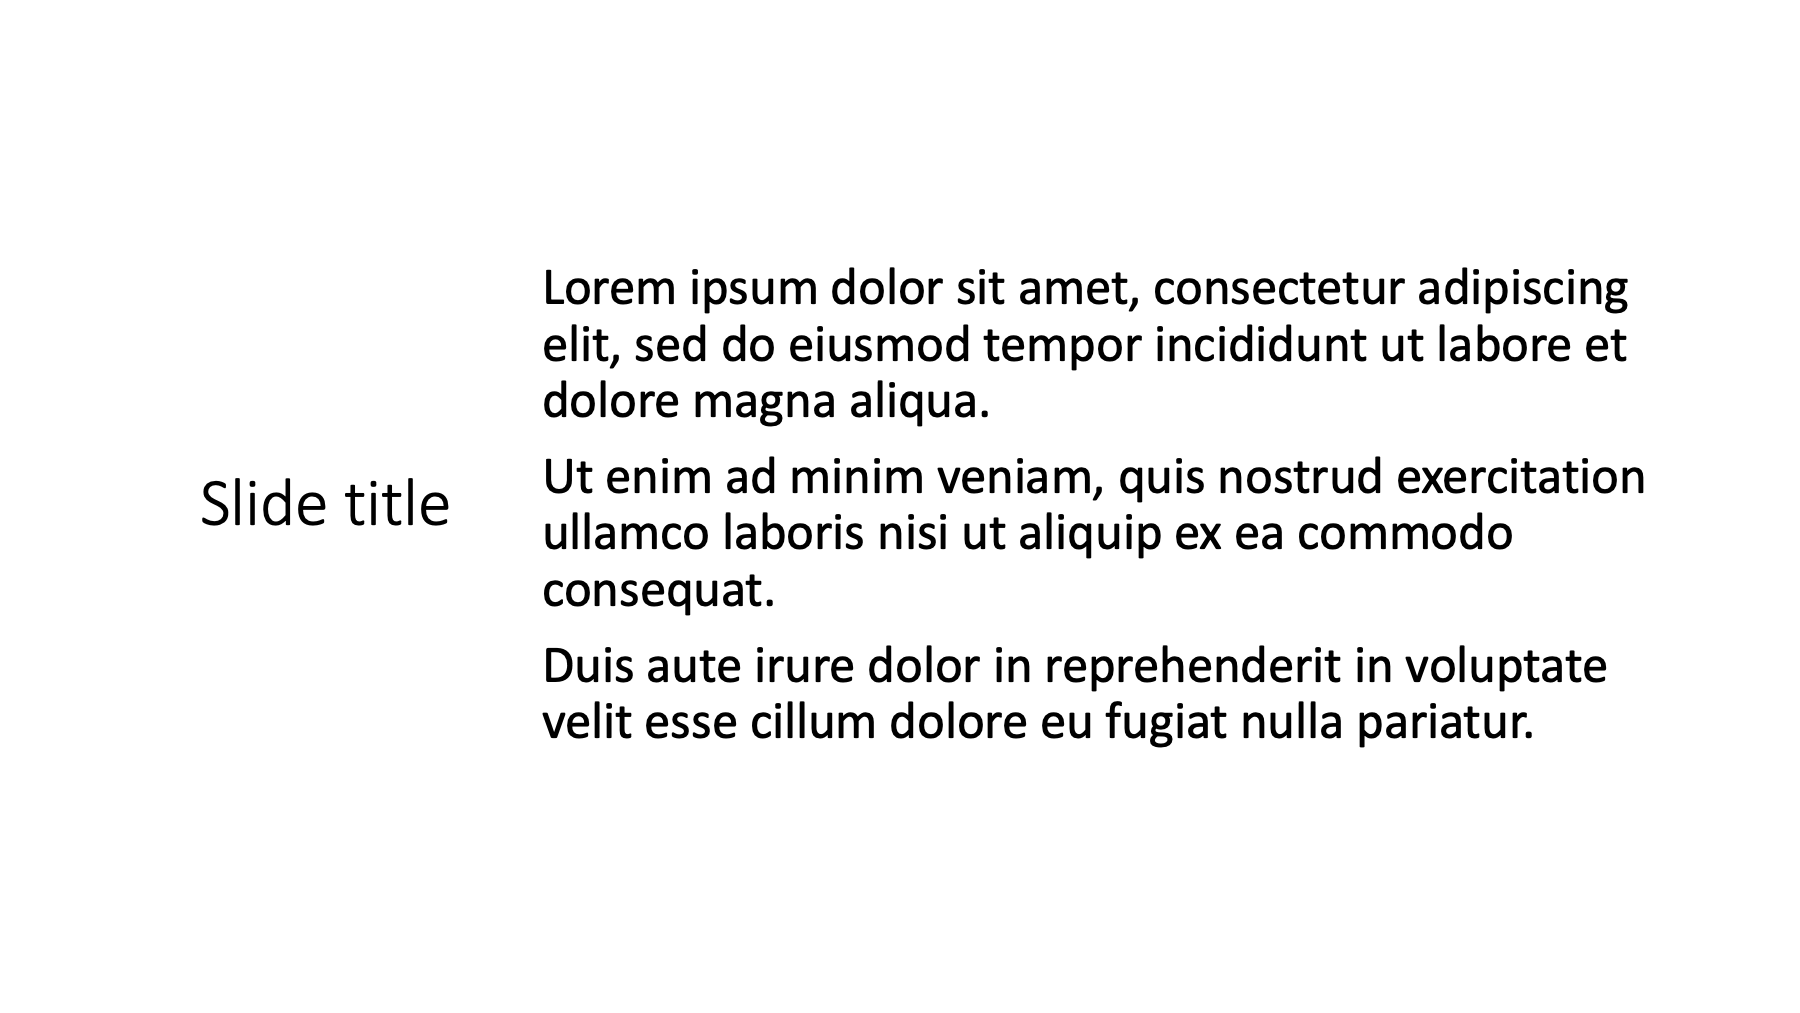 Slide title
Lorem ipsum dolor sit amet, consectetur adipiscing
elit, sed do eiusmod tempor incididunt ut labore et
dolore magna aliqua.
Ut enim ad minim veniam, quis nostrud exercitation
ullamco laboris nisi ut aliquip ex ea commodo
consequat.
Duis aute irure dolor in reprehenderit in voluptate
velit esse cillum dolore eu fugiat nulla pariatur.